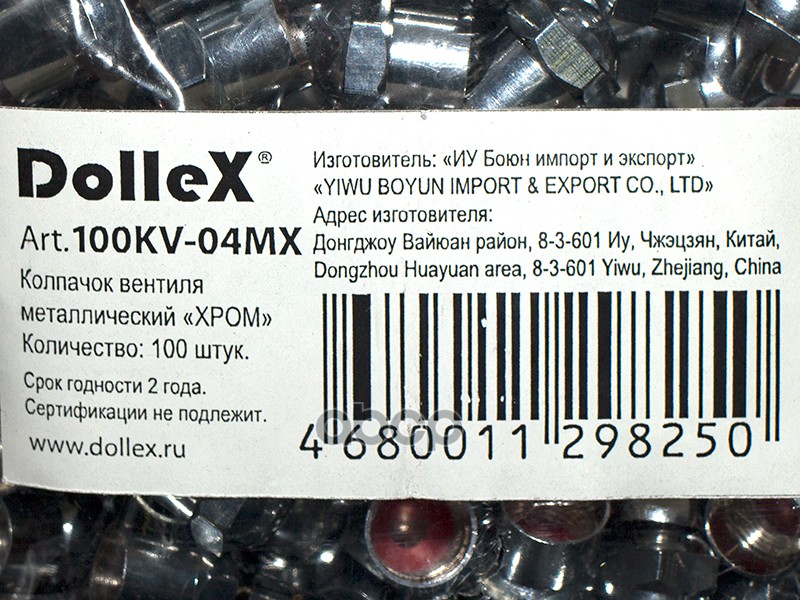 DolleX®
Art.100KV-04MX
Колпачок вентиля
металлический «ХРОМ»
Количество: 100 штук.
Срок годности 2 года.
Сертификации не подлежит.
www.dollex.ru
Изготовитель: «ИУ Боюн импорт и экспорт»
«YIWU BOYUN IMPORT & EXPORT CO., LTD»
Адрес изготовителя:
Донгджоу Вайюан район, 8-3-601 Иу, Чжэцзян, Китай,
Dongzhou Huayuan area, 8-3-601 Yiwu, Zhejiang, China
4 680011 298250